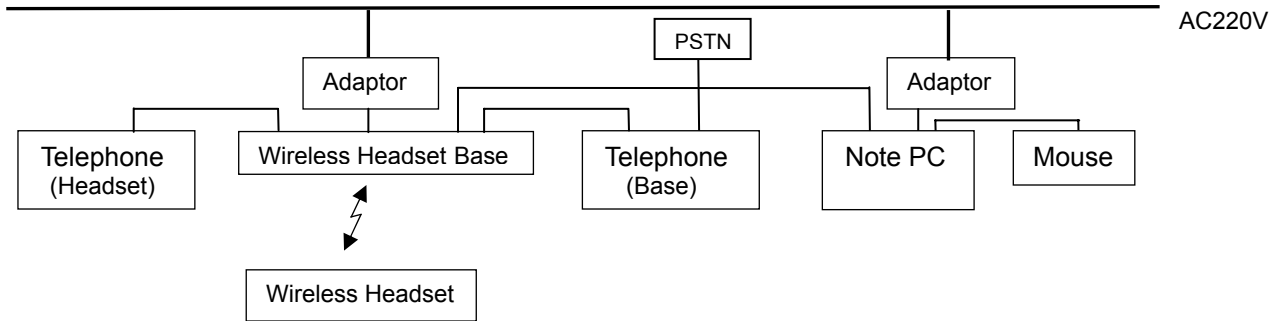 AC220V
PSTN
Adaptor
Adaptor
Telephone
(Headset)
Wireless Headset Base
Telephone
(Base)
Note PC
Mouse
Wireless Headset